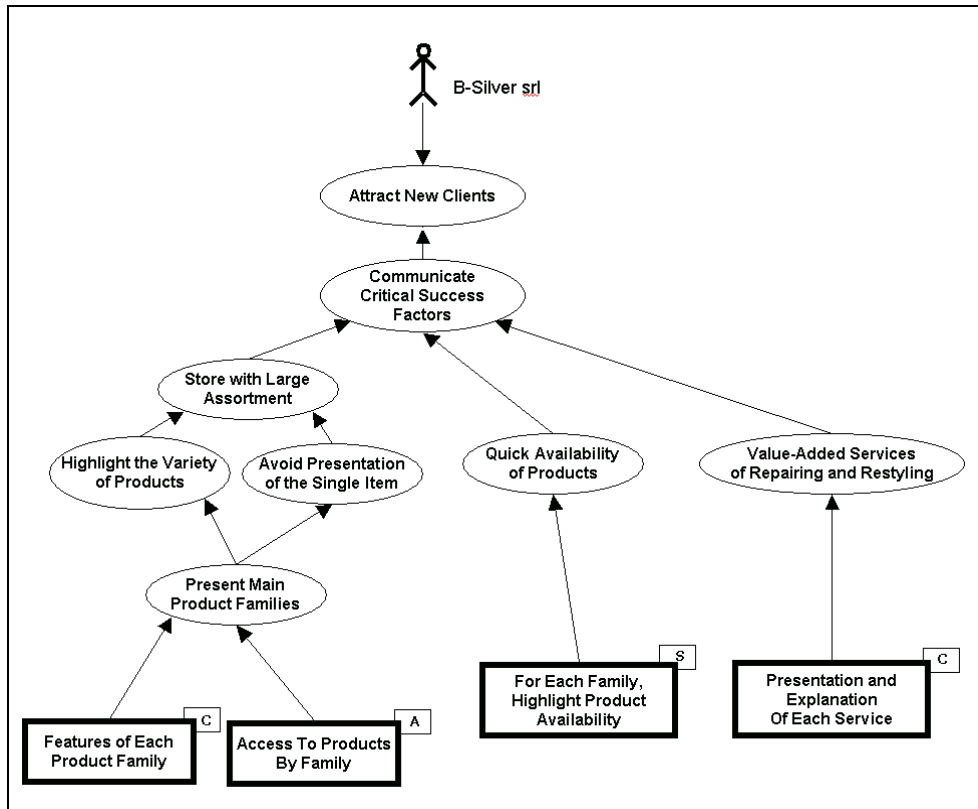 B-Silver srl
Attract New Clients
Communicate
Critical Success
Factors
Store with Large
Assortment
Highlight the Variety
of Products
Avoid Presentation
of the Single Item
Quick Availability
of Products
Value-Added Services
of Repairing and Restyling
Present Main
Product Families
C
Features of Each
Product Family
A
Access To Products
By Family
S
For Each Family,
Highlight Product
Availability
C
Presentation and
Explanation
Of Each Service